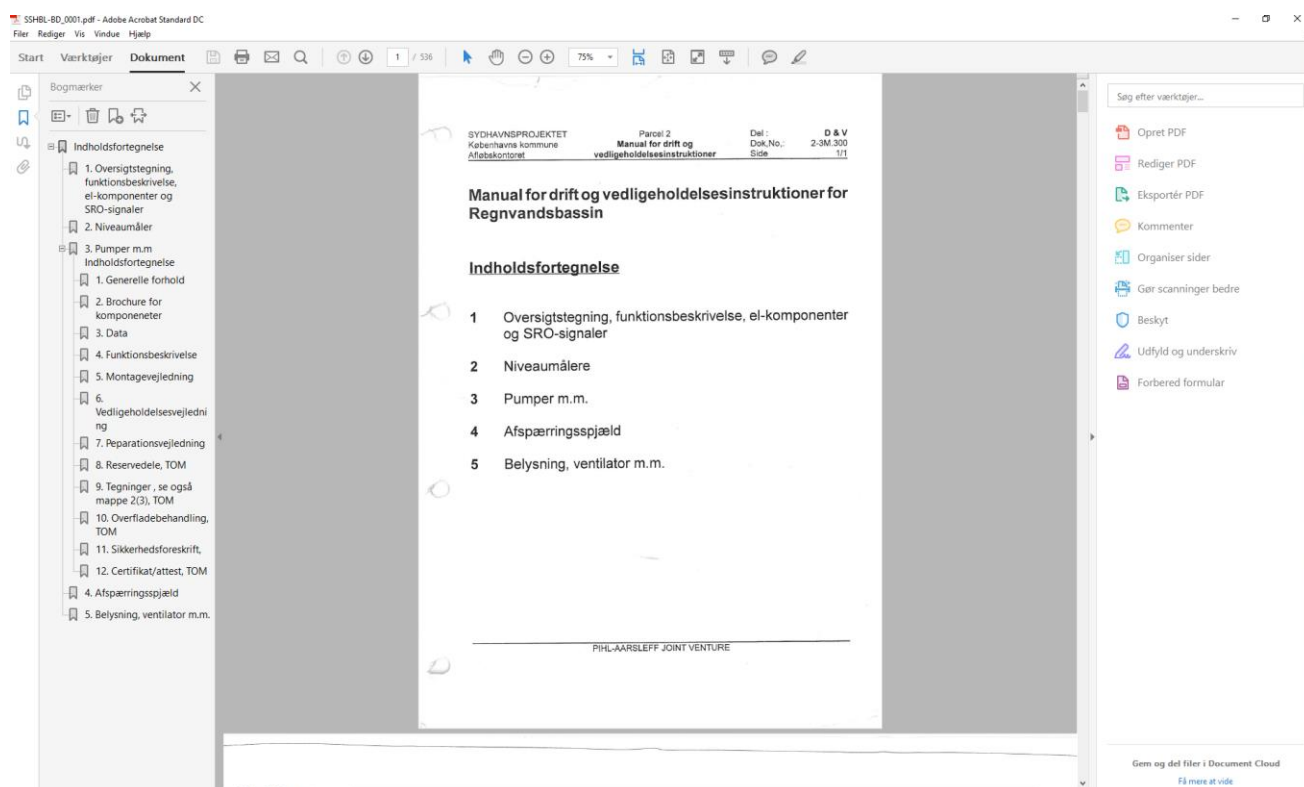 SSHBL-BD_0001.pdf - Adobe Acrobat Standard DC
Filer Rediger Vis Vindue Hjælp
Start Værktøjer Dokument 1 / 536 75%
Bogmærker
Indholdsfortegnelse
1. Oversigtstegning,
funktionsbeskrivelse,
el-komponenter og
SRO-signaler
2. Niveaumåler
3. Pumper m.m
Indholdsfortegnelse
1. Generelle forhold
2. Brochure for
komponeneter
3. Data
4. Funktionsbeskrivelse
5. Montagevejledning
6.
Vedligeholdelsesvejledni
ng
7. Peparationsvejledning
8. Reservedele, TOM
9. Tegninger , se også
mappe 2(3), TOM
10. Overfladebehandling,
TOM
11. Sikkerhedsforeskrift,
12. Certifikat/attest, TOM
4. Afspærringsspjæld
5. Belysning, ventilator m.m.
SYDHAVNSPROJEKTET Parcel 2 Del : D & V
Københavns kommune Manual for drift og Dok,No,: 2-3M.300
Afløbskontoret vedligeholdelsesinstruktioner Side 1/1
Manual for drift og vedligeholdelsesinstruktioner for
Regnvandsbassin
Indholdsfortegnelse
1 Oversigtstegning, funktionsbeskrivelse, el-komponenter
og SRO-signaler
2 Niveaumålere
3 Pumper m.m.
4 Afspærringsspjæld
5 Belysning, ventilator m.m.
PIHL-AARSLEFF JOINT VENTURE
Søg efter værktøjer...
Opret PDF
Rediger PDF
Eksportér PDF
Kommenter
Organiser sider
Gør scanninger bedre
Beskyt
Udfyld og underskriv
Forbered formular
Gem og del filer i Document Cloud
Få mere at vide